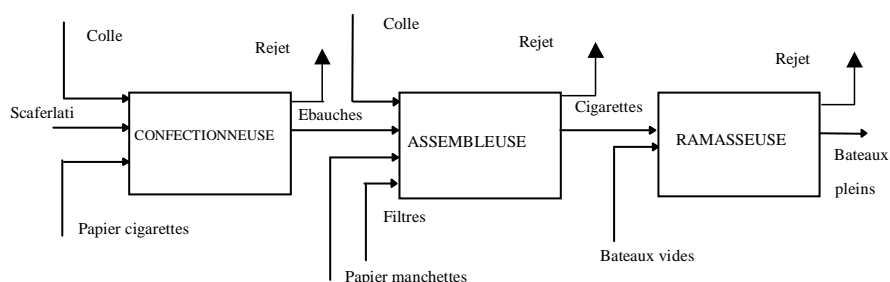 Colle
Rejet
Scaferlati
CONFECTIONNEUSE
Ebauches
Papier cigarettes
Colle
Rejet
ASSEMBLEUSE
Cigarettes
Filtres
Papier manchettes
Rejet
RAMASSEUSE
Bateaux
pleins
Bateaux vides